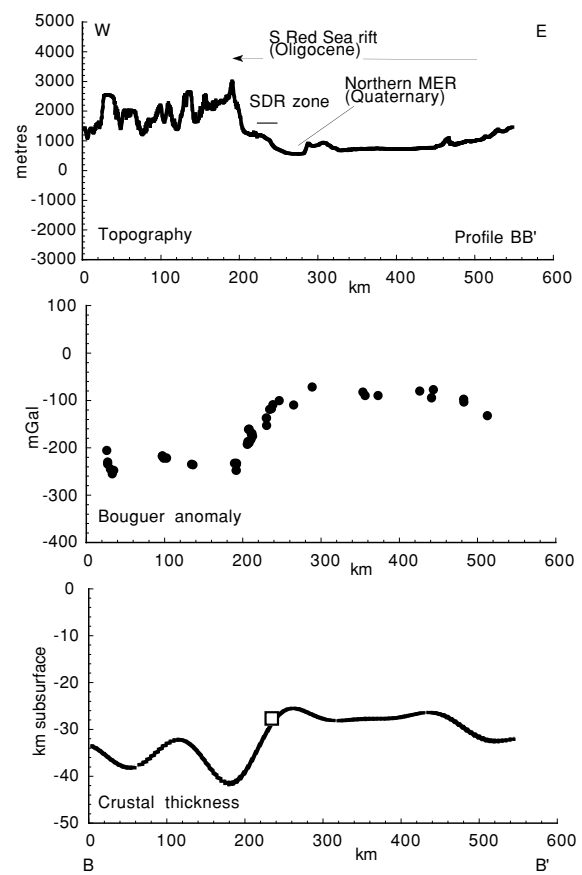 W
E
S Red Sea rift
(Oligocene)
Northern MER
(Quaternary)
SDR zone
5000
4000
3000
2000
1000
0
-1000
-2000
-3000
metres
Topography
Profile BB'
0 100 200 300 400 500 600
km
100
0
-100
-200
-300
-400
mGal
Bouguer anomaly
0 100 200 300 400 500 600
km
0
-10
-20
-30
-40
-50
km subsurface
Crustal thickness
0 100 200 300 400 500 600
km
B
B'